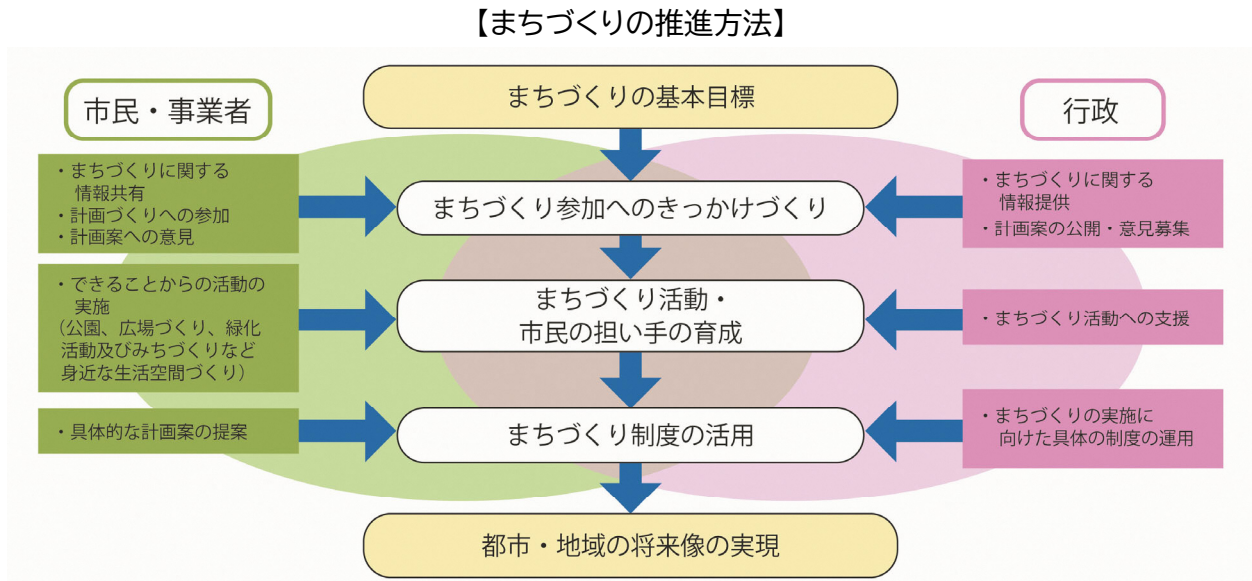 【まちづくりの推進方法】
市民・事業者
まちづくりの基本目標
行政
・まちづくりに関する
情報共有
・計画づくりへの参加
・計画案への意見
まちづくり参加へのきっかけづくり
・まちづくりに関する
情報提供
・計画案の公開・意見募集
・できることからの活動の
実施
（公園、広場づくり、緑化
活動及びみちづくりなど
身近な生活空間づくり）
まちづくり活動・
市民の担い手の育成
・まちづくり活動への支援
・具体的な計画案の提案
まちづくり制度の活用
・まちづくりの実施に
向けた具体の制度の運用
都市・地域の将来像の実現